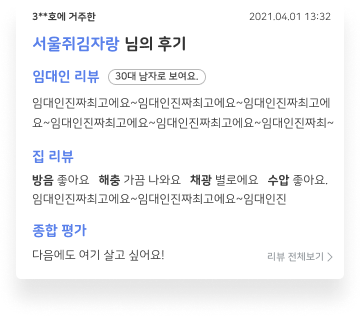 3**호에 거주한 2021.04.01 13:32
서울쥐김자랑 님의 후기
임대인 리뷰 30대 남자로 보여요.
임대인진짜최고에요~임대인진짜최고에요~임대인진짜최고에
요~임대인진짜최고에요~임대인진짜최고에요~임대인진짜최~
집 리뷰
방음 좋아요 해충 가끔 나와요 채광 별로에요 수압 좋아요.
임대인진짜최고에요~임대인진짜최고에요~임대인진
종합 평가
다음에도 여기 살고 싶어요! 리뷰 전체보기 >